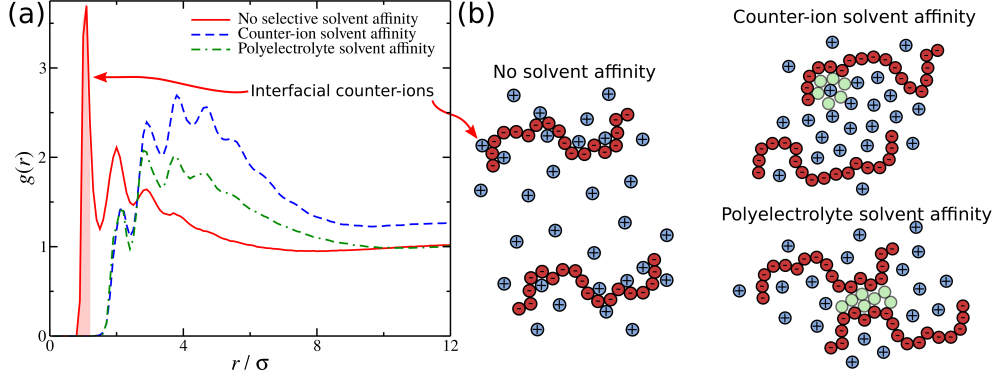 (a)
g(r)
3
2
1
0
0
4
8
12
r / σ
No selective solvent affinity
Counter-ion solvent affinity
Polyelectrolyte solvent affinity
Interfacial counter-ions
(b)
No solvent affinity
Counter-ion solvent affinity
Polyelectrolyte solvent affinity